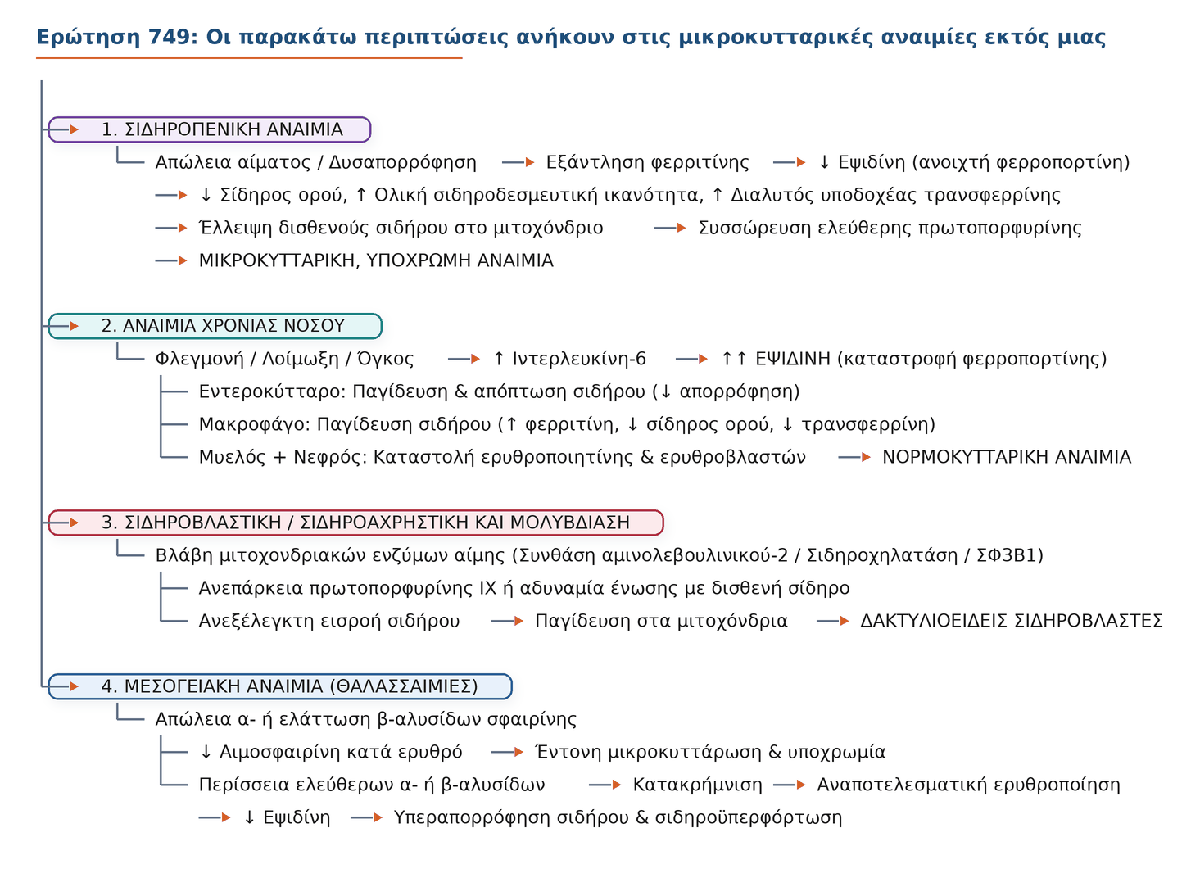 Ερώτηση 749: Οι παρακάτω περιπτώσεις ανήκουν στις μικροκυτταρικές αναιμίες εκτός μιας
1. ΣΙΔΗΡΟΠΕΝΙΚΗ ΑΝΑΙΜΙΑ
Απώλεια αίματος / Δυσαπορρόφηση → Εξάντληση φερριτίνης → ↓ Εψιδίνη (ανοιχτή φερροπορτίνη)
→ ↓ Σίδηρος ορού, ↑ Ολική σιδηροδεσμευτική ικανότητα, ↑ Διαλυτός υποδοχέας τρανσφερρίνης
→ Έλλειψη δισθενούς σιδήρου στο μιτοχόνδριο → Συσσώρευση ελεύθερης πρωτοπορφυρίνης
→ ΜΙΚΡΟΚΥΤΤΑΡΙΚΗ, ΥΠΟΧΡΩΜΗ ΑΝΑΙΜΙΑ
2. ΑΝΑΙΜΙΑ ΧΡΟΝΙΑΣ ΝΟΣΟΥ
Φλεγμονή / Λοίμωξη / Όγκος → ↑ Ιντερλευκίνη-6 → ↑↑ ΕΨΙΔΙΝΗ (καταστροφή φερροπορτίνης)
Εντεροκύτταρο: Παγίδευση & απόπτωση σιδήρου (↓ απορρόφηση)
Μακροφάγο: Παγίδευση σιδήρου (↑ φερριτίνη, ↓ σίδηρος ορού, ↓ τρανσφερρίνη)
Μυελός + Νεφρός: Καταστολή ερυθροποιητίνης & ερυθροβλαστών → ΝΟΡΜΟΚΥΤΤΑΡΙΚΗ ΑΝΑΙΜΙΑ
3. ΣΙΔΗΡΟΒΛΑΣΤΙΚΗ / ΣΙΔΗΡΟΑΧΡΗΣΤΙΚΗ ΚΑΙ ΜΟΛΥΒΔΙΑΣΗ
Βλάβη μιτοχονδριακών ενζύμων αίμης (Συνθάση αμινολεβουλινικού-2 / Σιδηροχηλατάση / ΣΦ3Β1)
Ανεπάρκεια πρωτοπορφυρίνης ΙΧ ή αδυναμία ένωσης με δισθενή σίδηρο
Ανεξέλεγκτη εισροή σιδήρου → Παγίδευση στα μιτοχόνδρια → ΔΑΚΤΥΛΙΟΕΙΔΕΙΣ ΣΙΔΗΡΟΒΛΑΣΤΕΣ
4. ΜΕΣΟΓΕΙΑΚΗ ΑΝΑΙΜΙΑ (ΘΑΛΑΣΣΑΙΜΙΕΣ)
Απώλεια α- ή ελάττωση β-αλυσίδων σφαιρίνης
↓ Αιμοσφαιρίνη κατά ερυθρό → Έντονη μικροκυττάρωση & υποχρωμία
Περίσσεια ελεύθερων α- ή β-αλυσίδων → Κατακρήμνιση → Αναποτελεσματική ερυθροποίηση
→ ↓ Εψιδίνη → Υπεραπορρόφηση σιδήρου & σιδηροϋπερφόρτωση